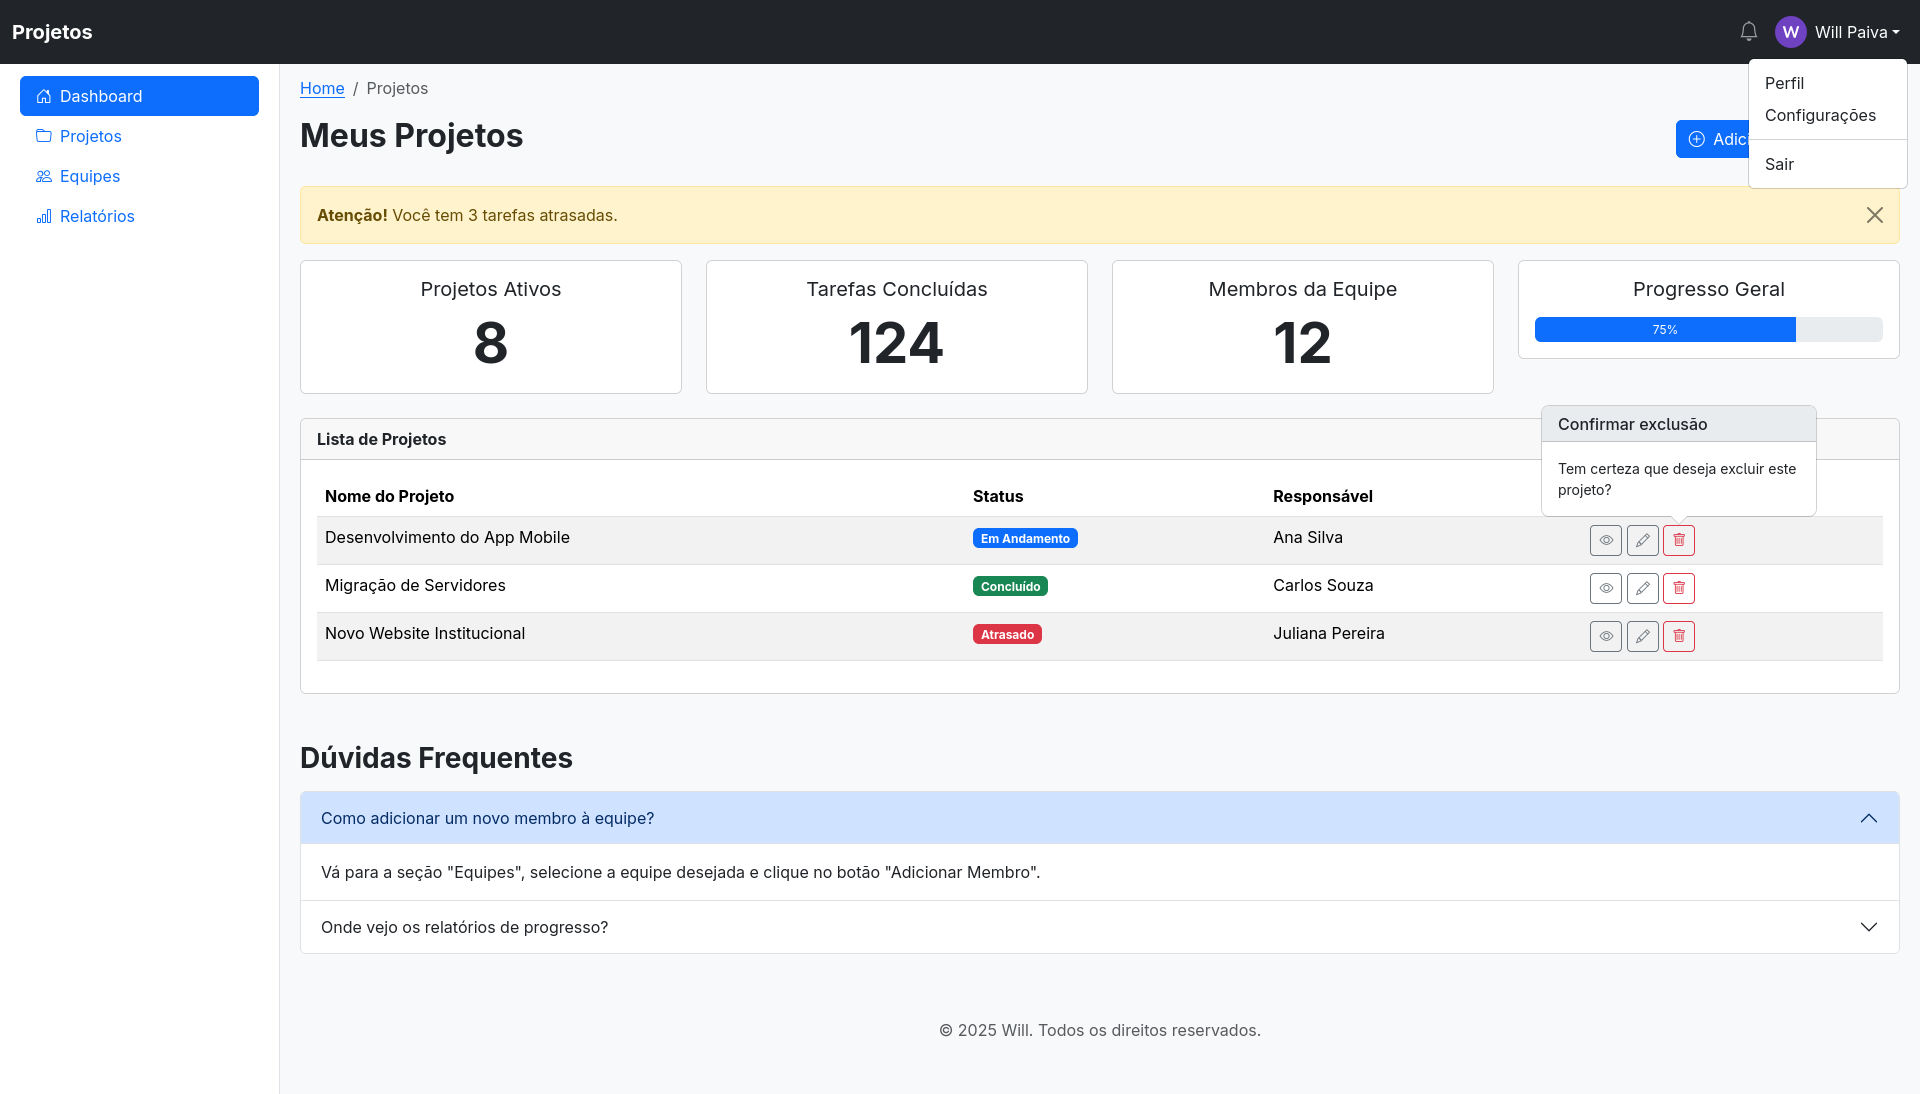 Projetos
W Will Paiva
Perfil
Configurações
Sair
Dashboard
Projetos
Equipes
Relatórios
Home / Projetos
Meus Projetos
Atenção! Você tem 3 tarefas atrasadas.
Projetos Ativos
8
Tarefas Concluídas
124
Membros da Equipe
12
Progresso Geral
75%
Lista de Projetos
Confirmar exclusão
Tem certeza que deseja excluir este
projeto?
Nome do Projeto Status Responsável
Desenvolvimento do App Mobile Em Andamento Ana Silva
Migração de Servidores Concluído Carlos Souza
Novo Website Institucional Atrasado Juliana Pereira
Dúvidas Frequentes
Como adicionar um novo membro à equipe?
Vá para a seção "Equipes", selecione a equipe desejada e clique no botão "Adicionar Membro".
Onde vejo os relatórios de progresso?
© 2025 Will. Todos os direitos reservados.